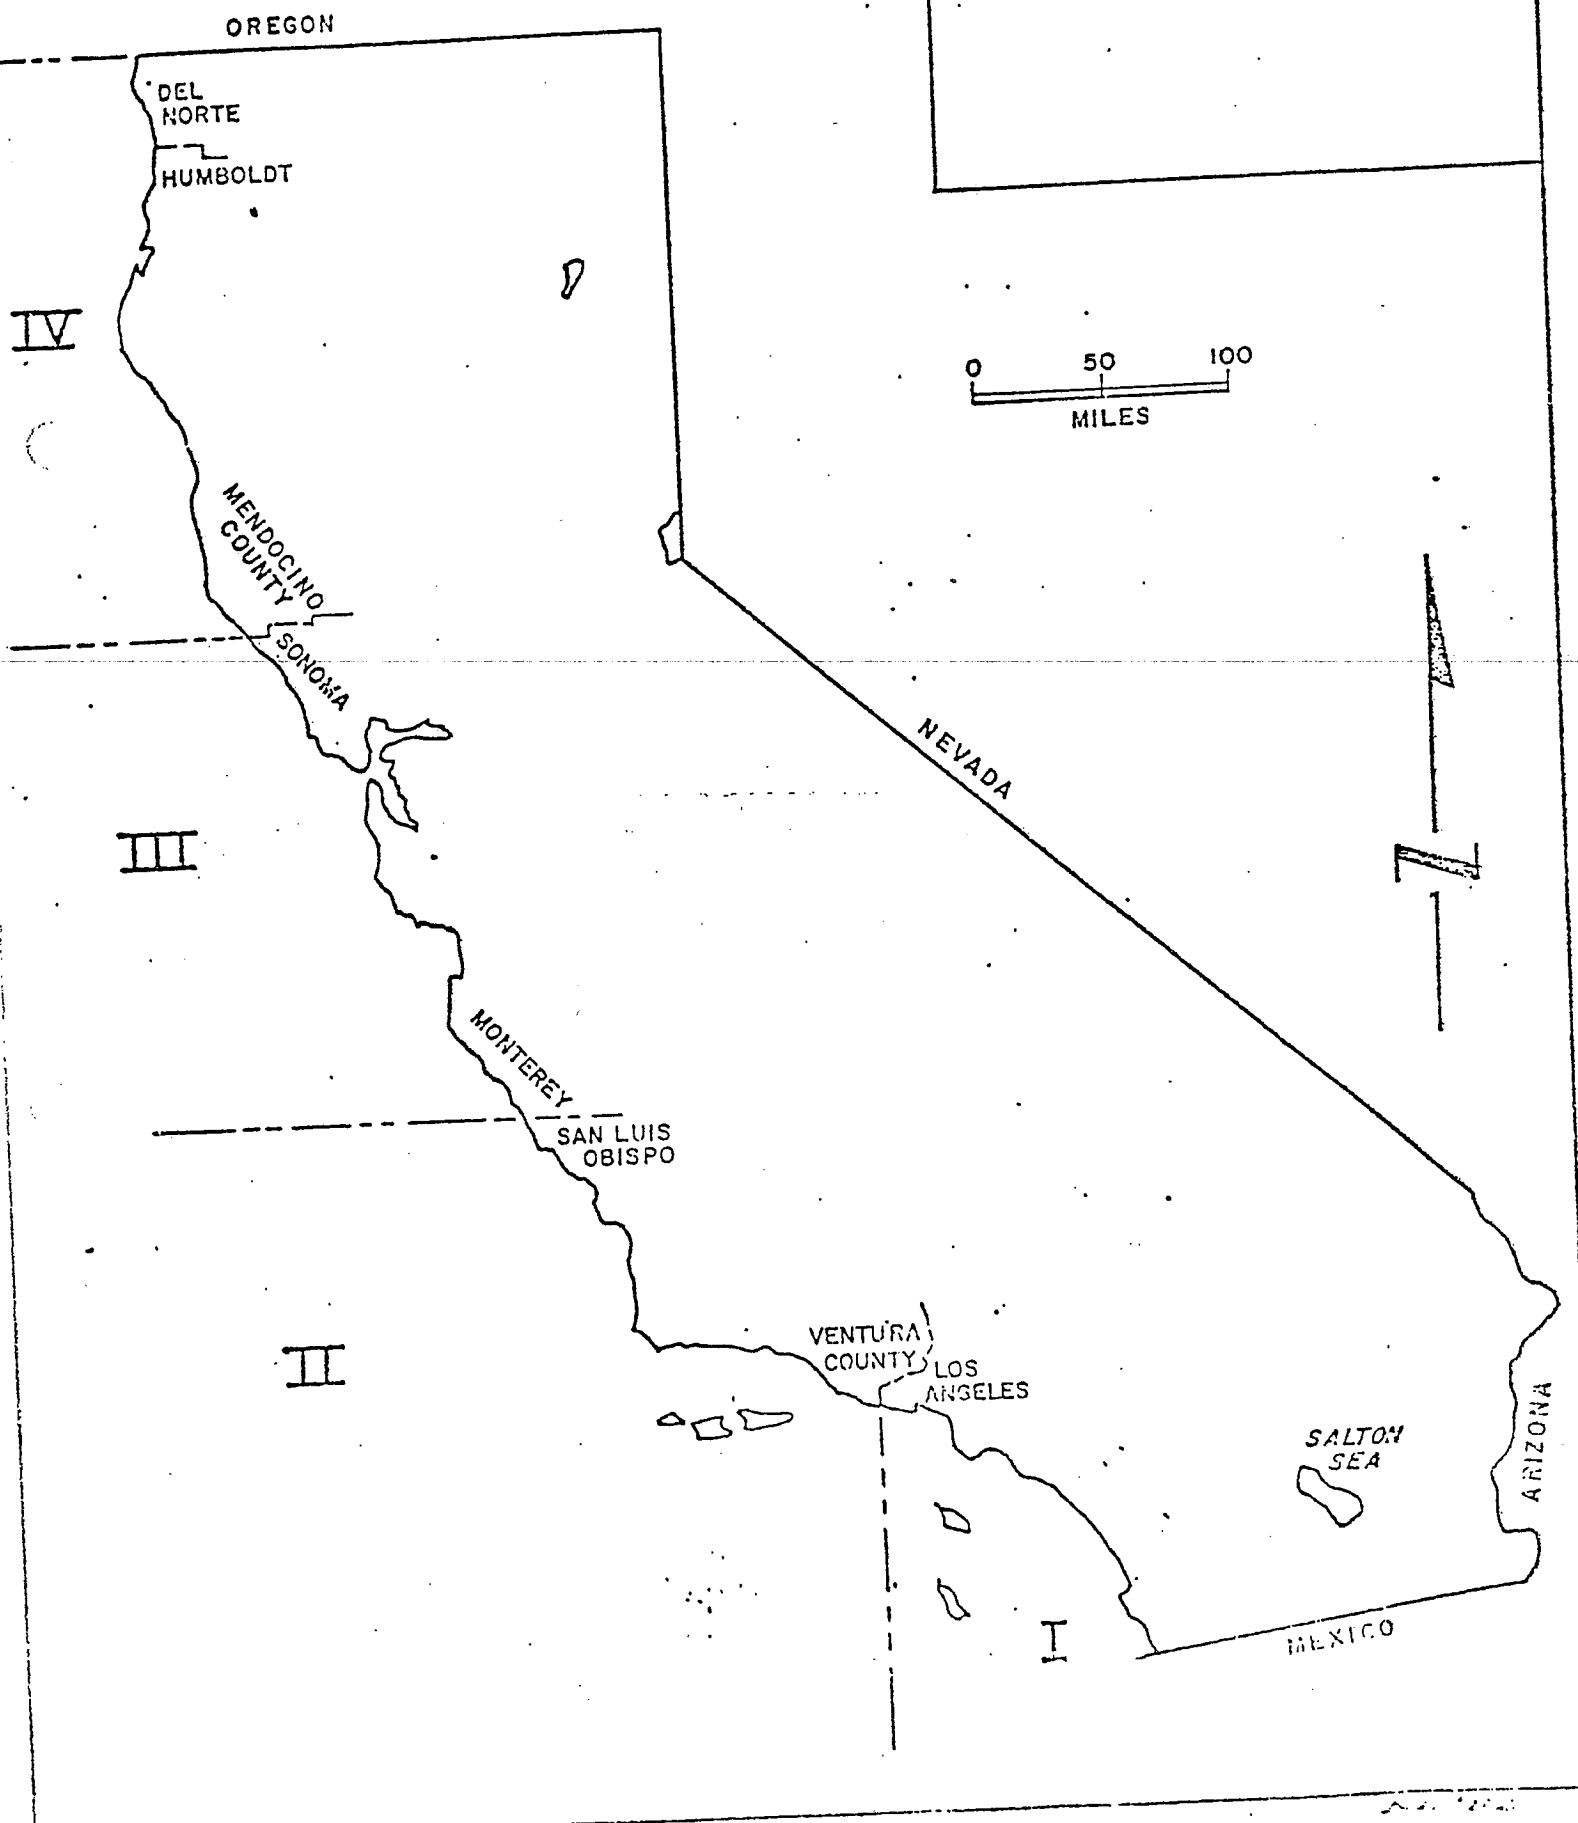 OREGON
DEL
NORTE
HUMBOLDT
IV
0 50 100
MILES
MENDOCINO
COUNTY
SONOMA
NEVADA
III
N
MONTEREY
SAN LUIS
OBISPO
II
VENTURA
COUNTY
LOS
ANGELES
SALTON
SEA
ARIZONA
I
MEXICO